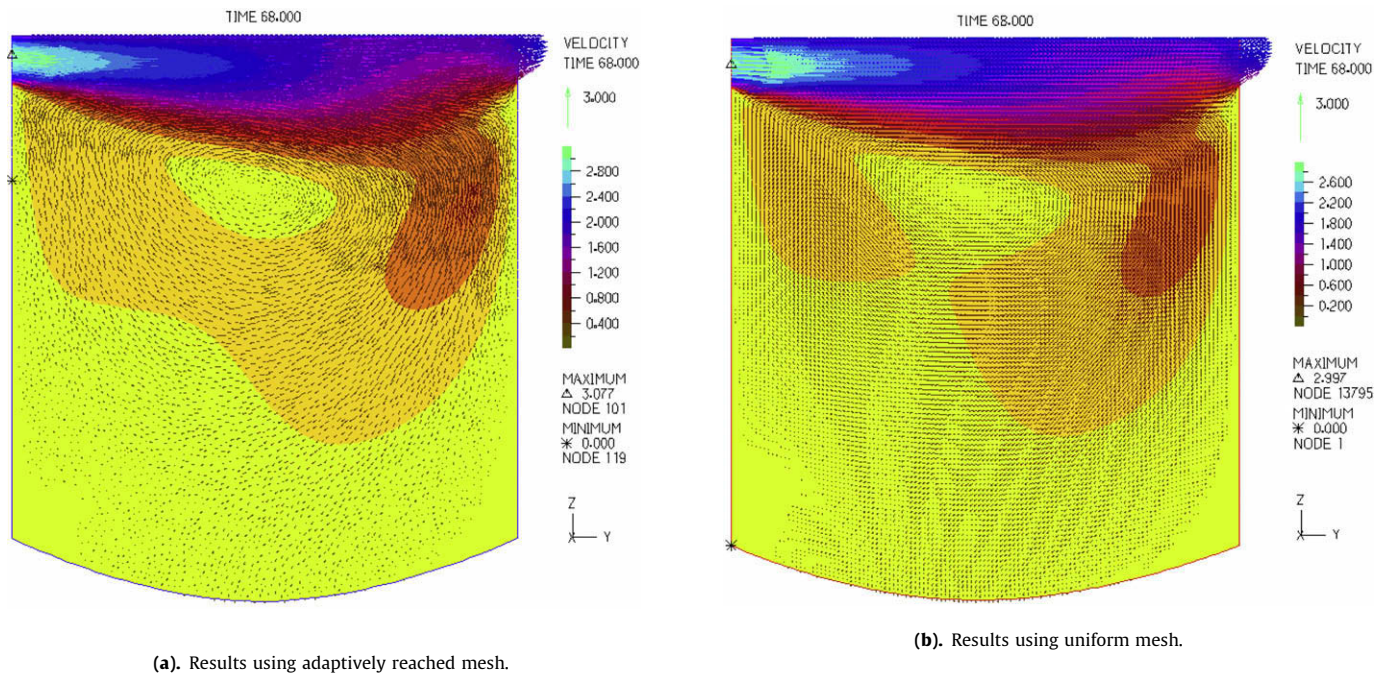 TIME 68.000
VELOCITY
TIME 68.000
3.000
2.800
2.400
2.000
1.600
1.200
0.800
0.400
MAXIMUM
△ 3.077
NODE 101
MINIMUM
✳ 0.000
NODE 119
Z
X Y
(a). Results using adaptively reached mesh.
TIME 68.000
VELOCITY
TIME 68.000
3.000
2.600
2.200
1.800
1.400
1.000
0.600
0.200
MAXIMUM
△ 2.997
NODE 13795
MINIMUM
✳ 0.000
NODE 1
Z
X Y
(b). Results using uniform mesh.